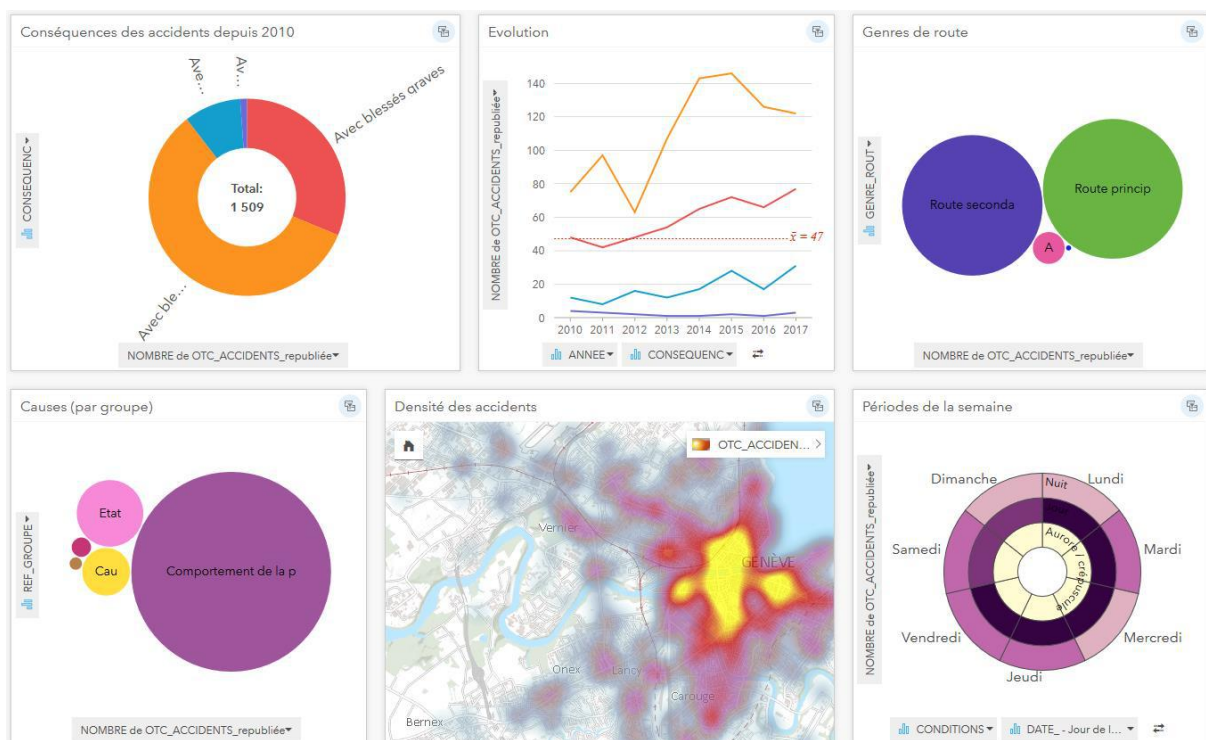 Conséquences des accidents depuis 2010
CONSEQUENC
Ave...
Av...
Avec blessés graves
Total:
1 509
Avec ble...
NOMBRE de OTC_ACCIDENTS_republiée
Evolution
NOMBRE de OTC_ACCIDENTS_republiée
140
120
100
80
60
40
20
0
x̄ = 47
2010 2011 2012 2013 2014 2015 2016 2017
ANNEE CONSEQUENC
Genres de route
GENRE_ROUT
Route seconda
Route princip
A
NOMBRE de OTC_ACCIDENTS_republiée
Causes (par groupe)
REF_GROUPE
Etat
Cau
Comportement de la p
NOMBRE de OTC_ACCIDENTS_republiée
Densité des accidents
OTC_ACCIDEN...
Vernier
GENÈVE
Onex
Lancy
Carouge
Bernex
Périodes de la semaine
NOMBRE de OTC_ACCIDENTS_republiée
Dimanche
Lundi
Mardi
Mercredi
Jeudi
Vendredi
Samedi
Nuit
Jour
Aurore / crépuscule
CONDITIONS DATE_ - Jour de l...